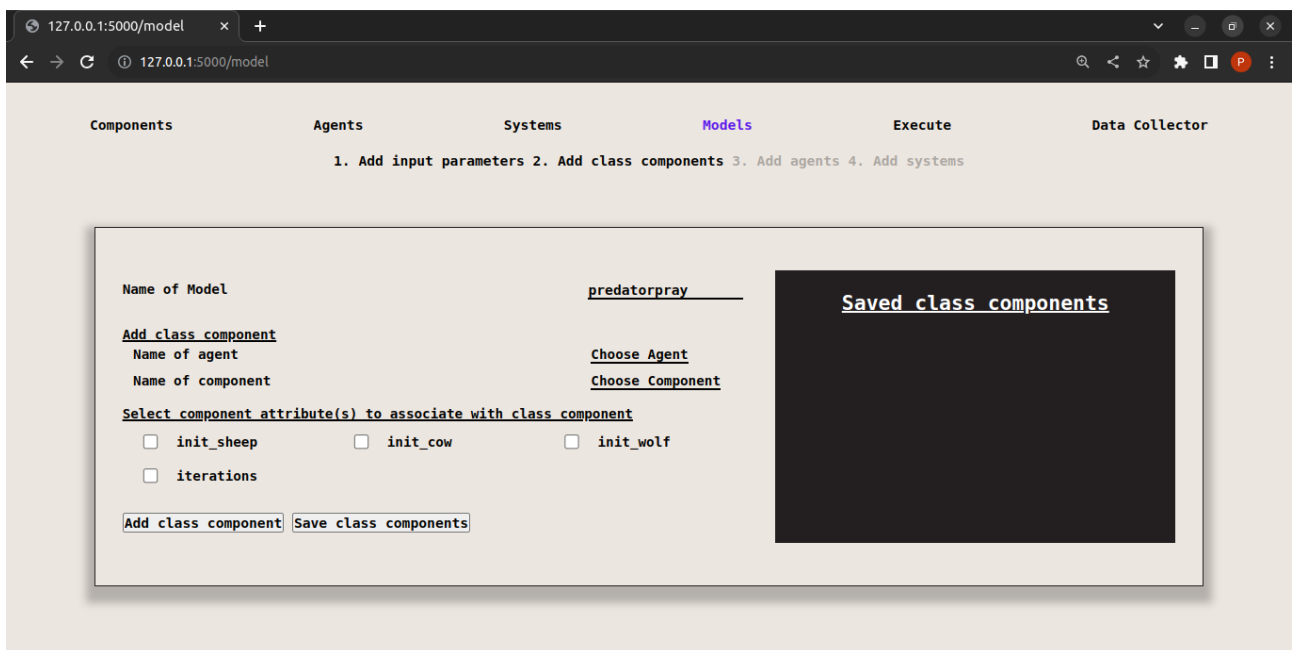 127.0.0.1:5000/model
127.0.0.1:5000/model
P
Components Agents Systems Models Execute Data Collector
1. Add input parameters 2. Add class components 3. Add agents 4. Add systems
Name of Model predatorpray
Saved class components
Add class component
Name of agent Choose Agent
Name of component Choose Component
Select component attribute(s) to associate with class component
init_sheep init_cow init_wolf
iterations
Add class component Save class components